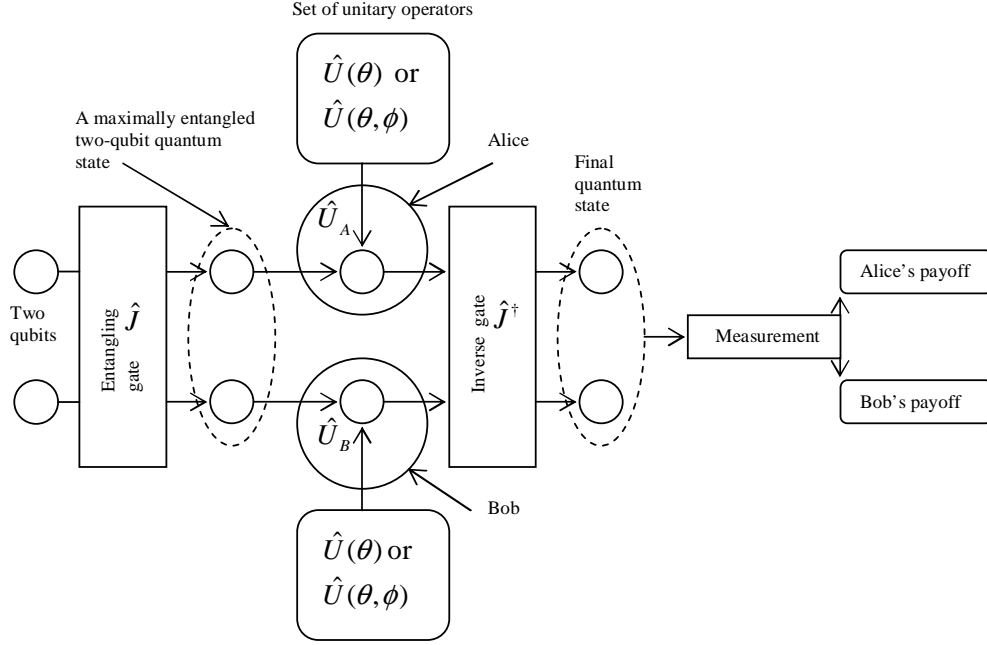 Set of unitary operators
Û(θ) or
Û(θ,ϕ)
A maximally entangled
two-qubit quantum
state
Alice
Final
quantum
state
Û_A
Two
qubits
Entangling
gate
Ĵ
Inverse gate
Ĵ†
Measurement
Alice's payoff
Bob's payoff
Û_B
Bob
Û(θ) or
Û(θ,ϕ)